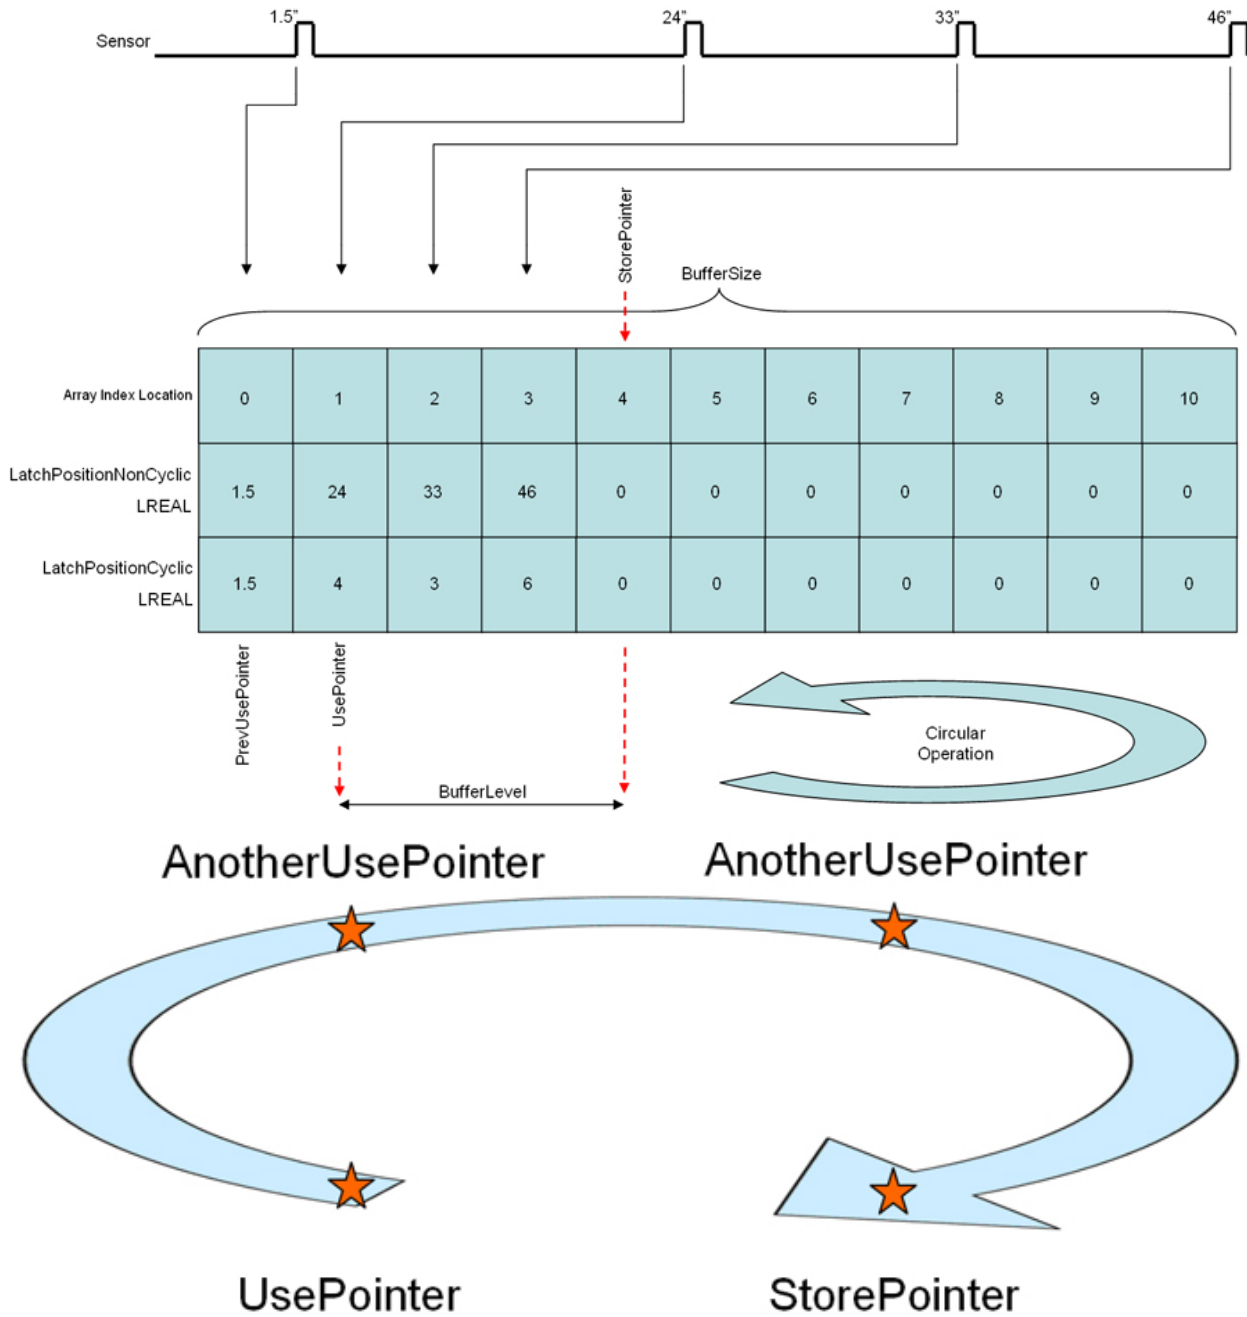 1.5" 24" 33" 46"
Sensor
StorePointer
BufferSize
Array Index Location 0 1 2 3 4 5 6 7 8 9 10
LatchPositionNonCyclic
LREAL 1.5 24 33 46 0 0 0 0 0 0 0
LatchPositionCyclic
LREAL 1.5 4 3 6 0 0 0 0 0 0 0
PrevUsePointer
UsePointer
Circular
Operation
BufferLevel
AnotherUsePointer AnotherUsePointer
UsePointer StorePointer